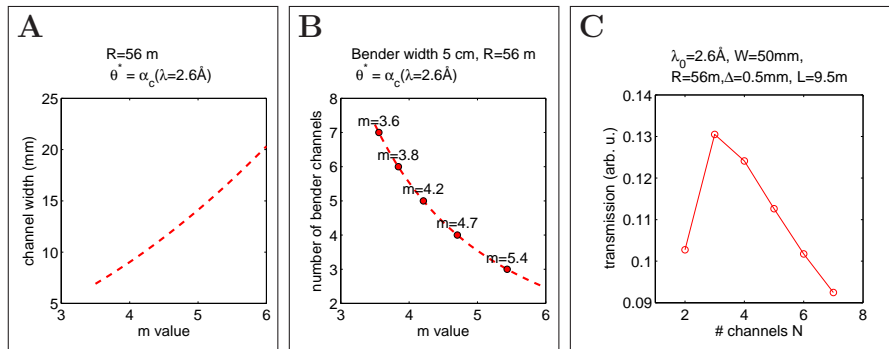 A
R=56 m
θ* = α_c(λ=2.6Å)
channel width (mm)
25
20
15
10
5
3
4
5
6
m value
B
Bender width 5 cm, R=56 m
θ* = α_c(λ=2.6Å)
number of bender channels
8
7
6
5
4
3
2
m=3.6
m=3.8
m=4.2
m=4.7
m=5.4
3
4
5
6
m value
C
λ₀=2.6Å, W=50mm,
R=56m,Δ=0.5mm, L=9.5m
transmission (arb. u.)
0.14
0.13
0.12
0.11
0.1
0.09
2
4
6
8
# channels N